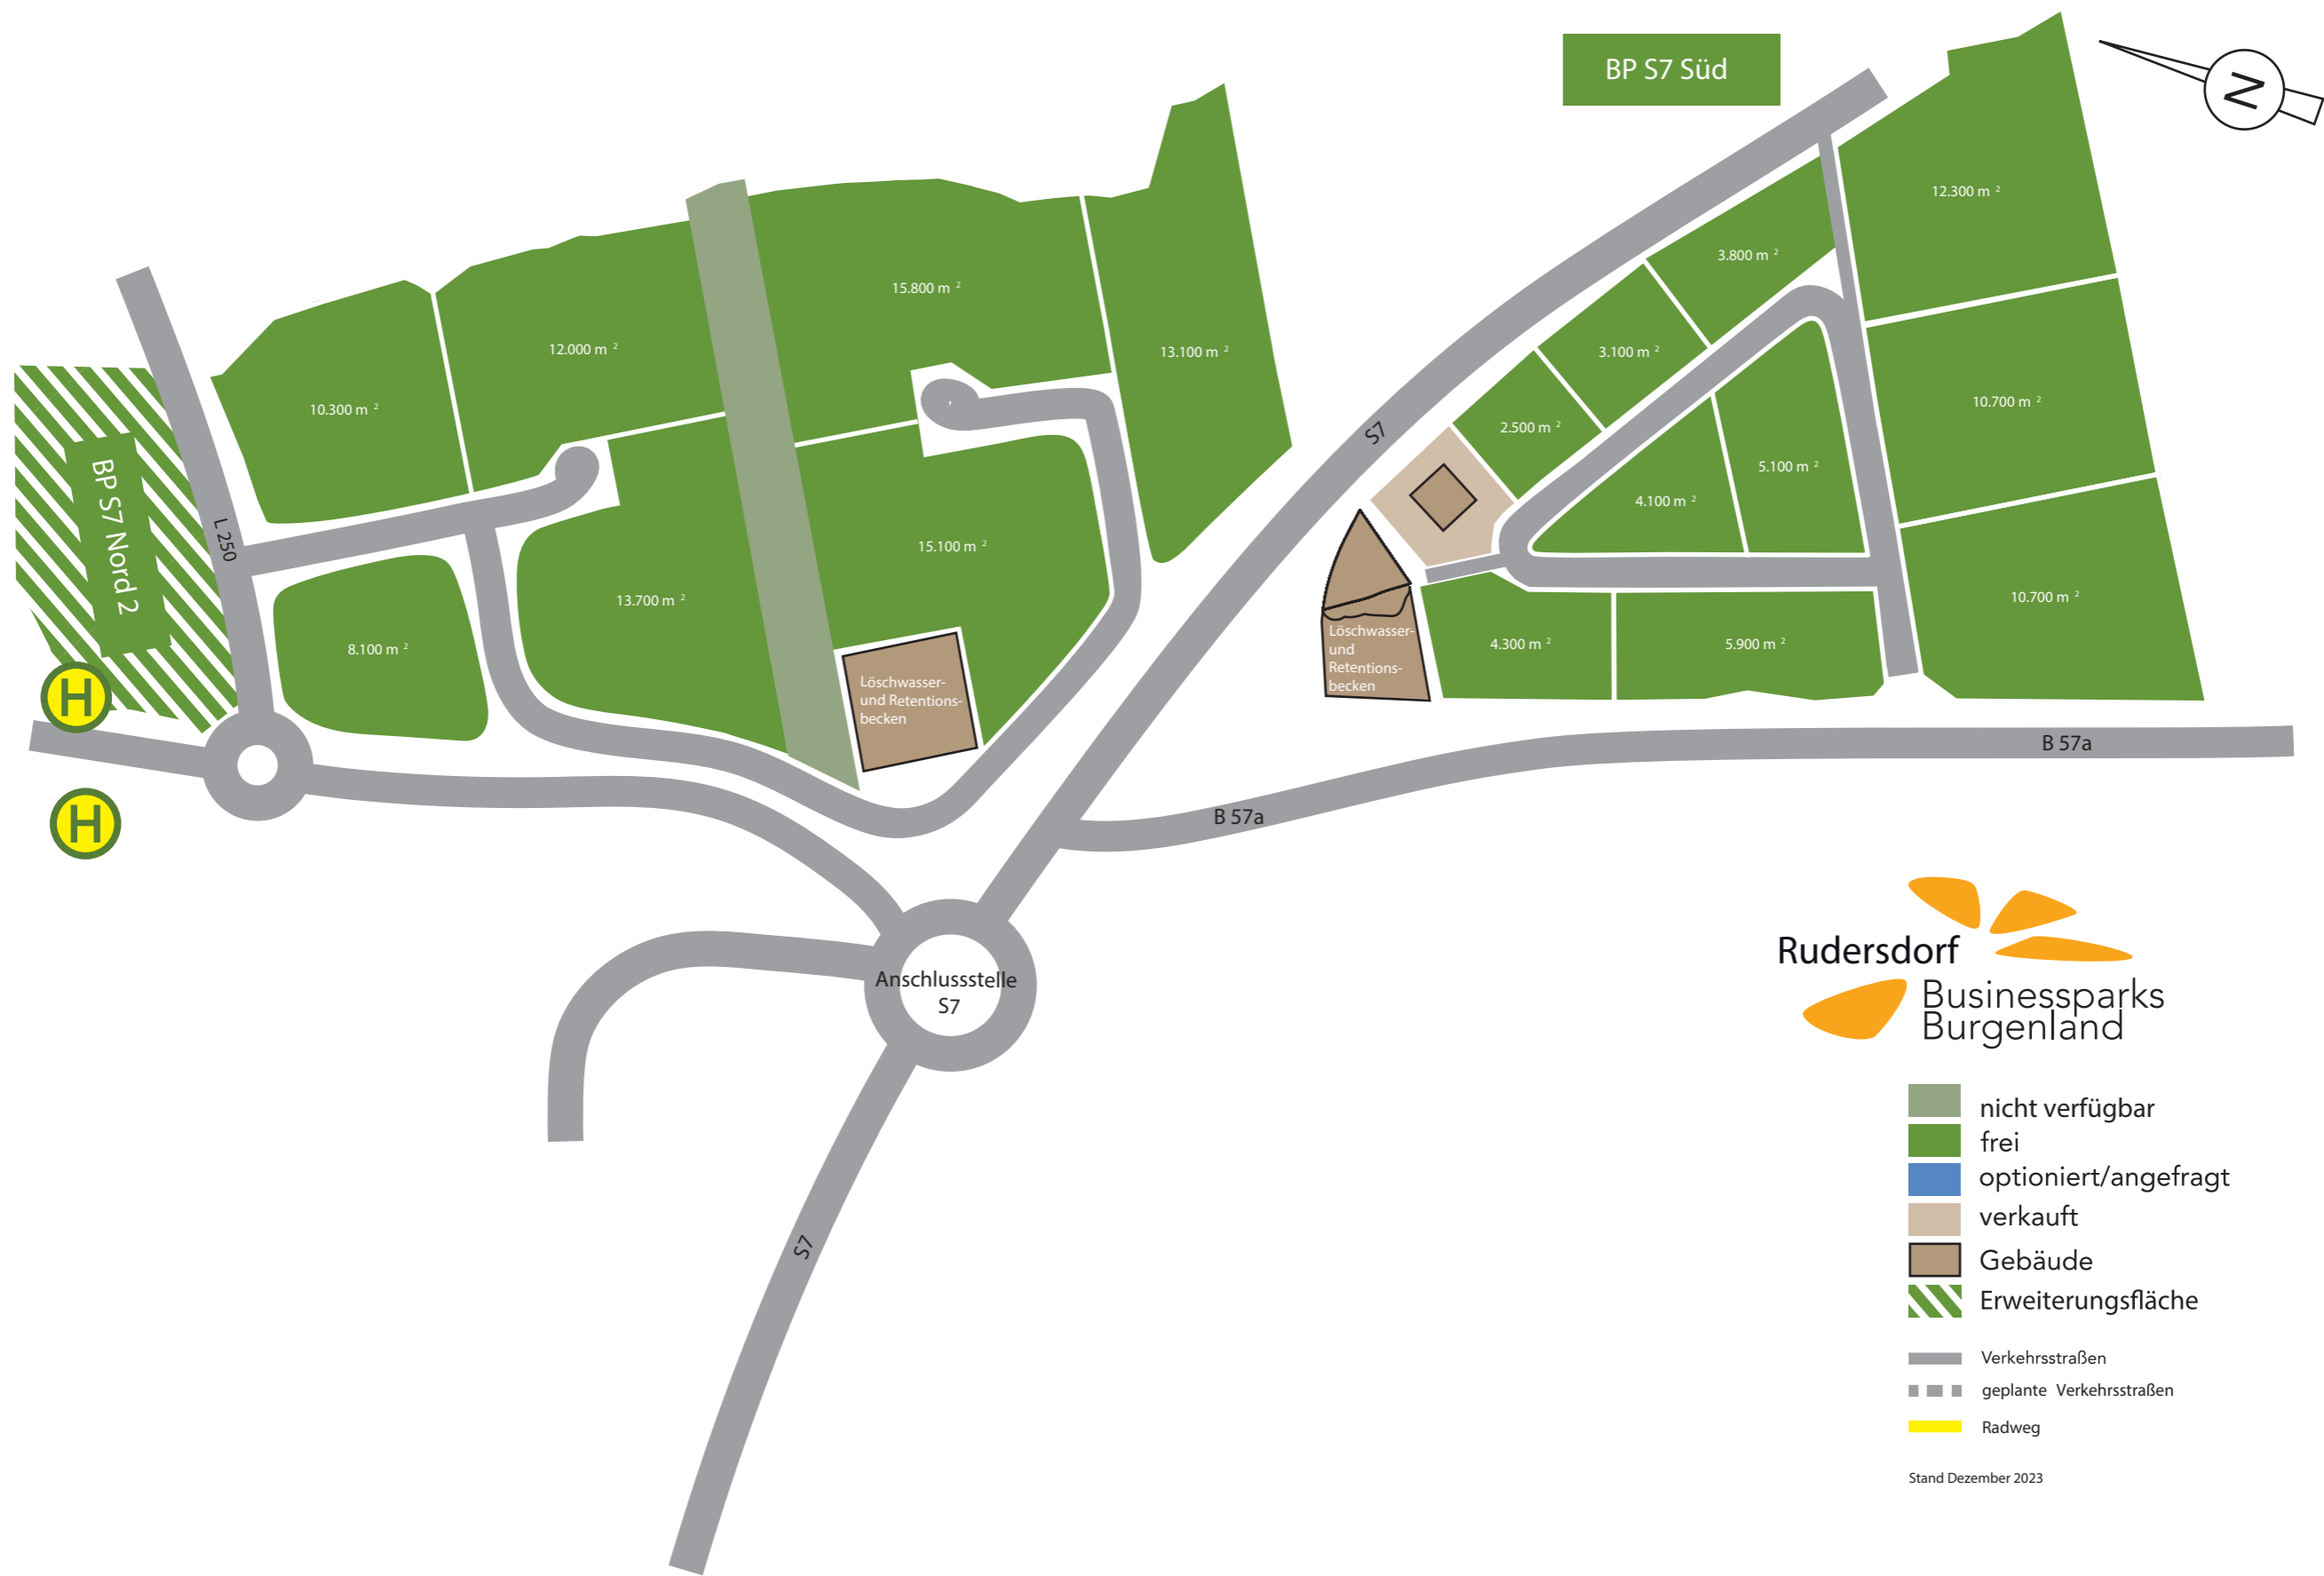 BP S7 Süd
N
12.300 m ²
3.800 m ²
15.800 m ²
12.000 m ²
13.100 m ²
3.100 m ²
10.300 m ²
10.700 m ²
2.500 m ²
S7
5.100 m ²
4.100 m ²
BP S7 Nord 2
L 250
15.100 m ²
13.700 m ²
10.700 m ²
8.100 m ²
Löschwasser-
und
Retentions-
becken
4.300 m ²
5.900 m ²
Löschwasser-
und Retentions-
becken
H
H
B 57a
B 57a
Anschlussstelle
S7
S7
Rudersdorf
Businessparks
Burgenland
nicht verfügbar
frei
optioniert/angefragt
verkauft
Gebäude
Erweiterungsfläche
Verkehrsstraßen
geplante Verkehrsstraßen
Radweg
Stand Dezember 2023